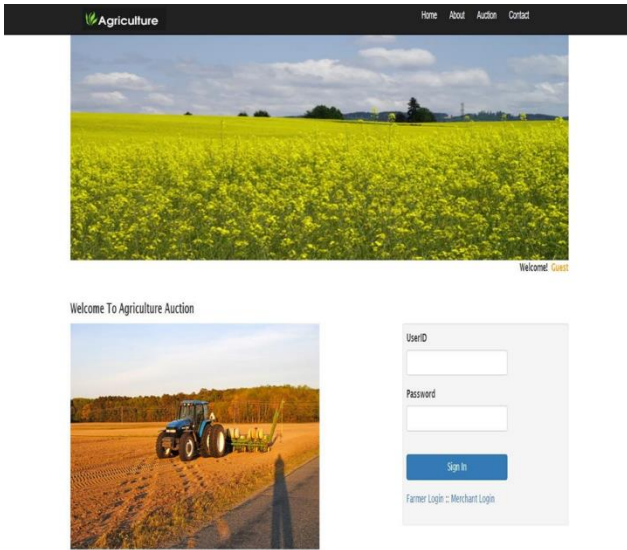 Agriculture
Home About Auction Contact
Welcome! Guest
Welcome To Agriculture Auction
UserID
Password
Sign In
Farmer Login :: Merchant Login